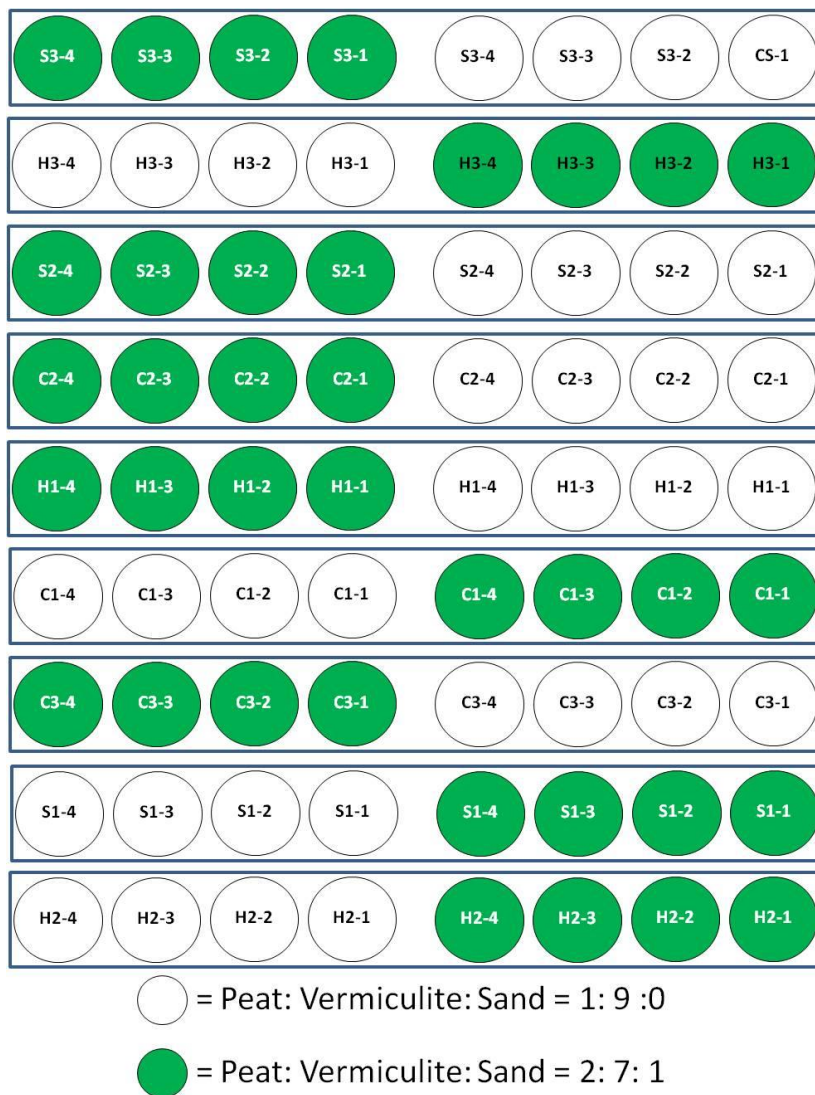 S3-4 S3-3 S3-2 S3-1 S3-4 S3-3 S3-2 CS-1
H3-4 H3-3 H3-2 H3-1 H3-4 H3-3 H3-2 H3-1
S2-4 S2-3 S2-2 S2-1 S2-4 S2-3 S2-2 S2-1
C2-4 C2-3 C2-2 C2-1 C2-4 C2-3 C2-2 C2-1
H1-4 H1-3 H1-2 H1-1 H1-4 H1-3 H1-2 H1-1
C1-4 C1-3 C1-2 C1-1 C1-4 C1-3 C1-2 C1-1
C3-4 C3-3 C3-2 C3-1 C3-4 C3-3 C3-2 C3-1
S1-4 S1-3 S1-2 S1-1 S1-4 S1-3 S1-2 S1-1
H2-4 H2-3 H2-2 H2-1 H2-4 H2-3 H2-2 H2-1
= Peat: Vermiculite: Sand = 1: 9 :0
= Peat: Vermiculite: Sand = 2: 7: 1